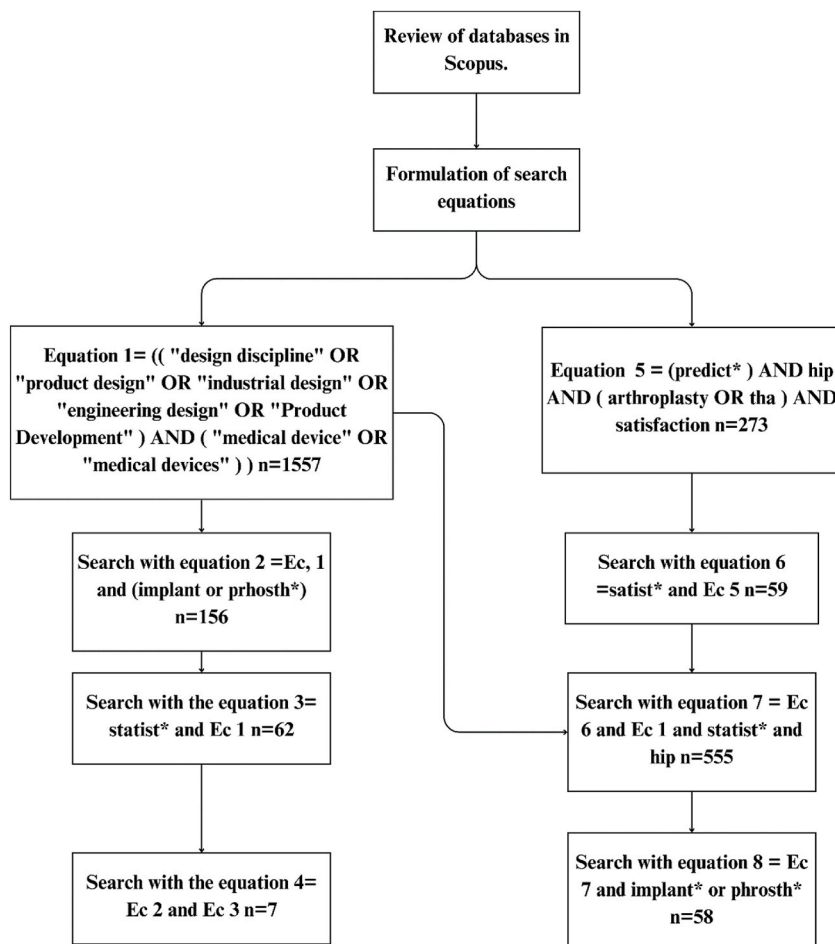 Review of databases in
Scopus.
Formulation of search
equations
Equation 1= (( "design discipline" OR
"product design" OR "industrial design" OR
"engineering design" OR "Product
Development" ) AND ( "medical device" OR
"medical devices" ) ) n=1557
Search with equation 2 =Ec, 1
and (implant or prhosth*)
n=156
Search with the equation 3=
statist* and Ec 1 n=62
Search with the equation 4=
Ec 2 and Ec 3 n=7
Equation 5 = (predict* ) AND hip
AND ( arthroplasty OR tha ) AND
satisfaction n=273
Search with equation 6
=satist* and Ec 5 n=59
Search with equation 7 = Ec
6 and Ec 1 and statist* and
hip n=555
Search with equation 8 = Ec
7 and implant* or phrosth*
n=58